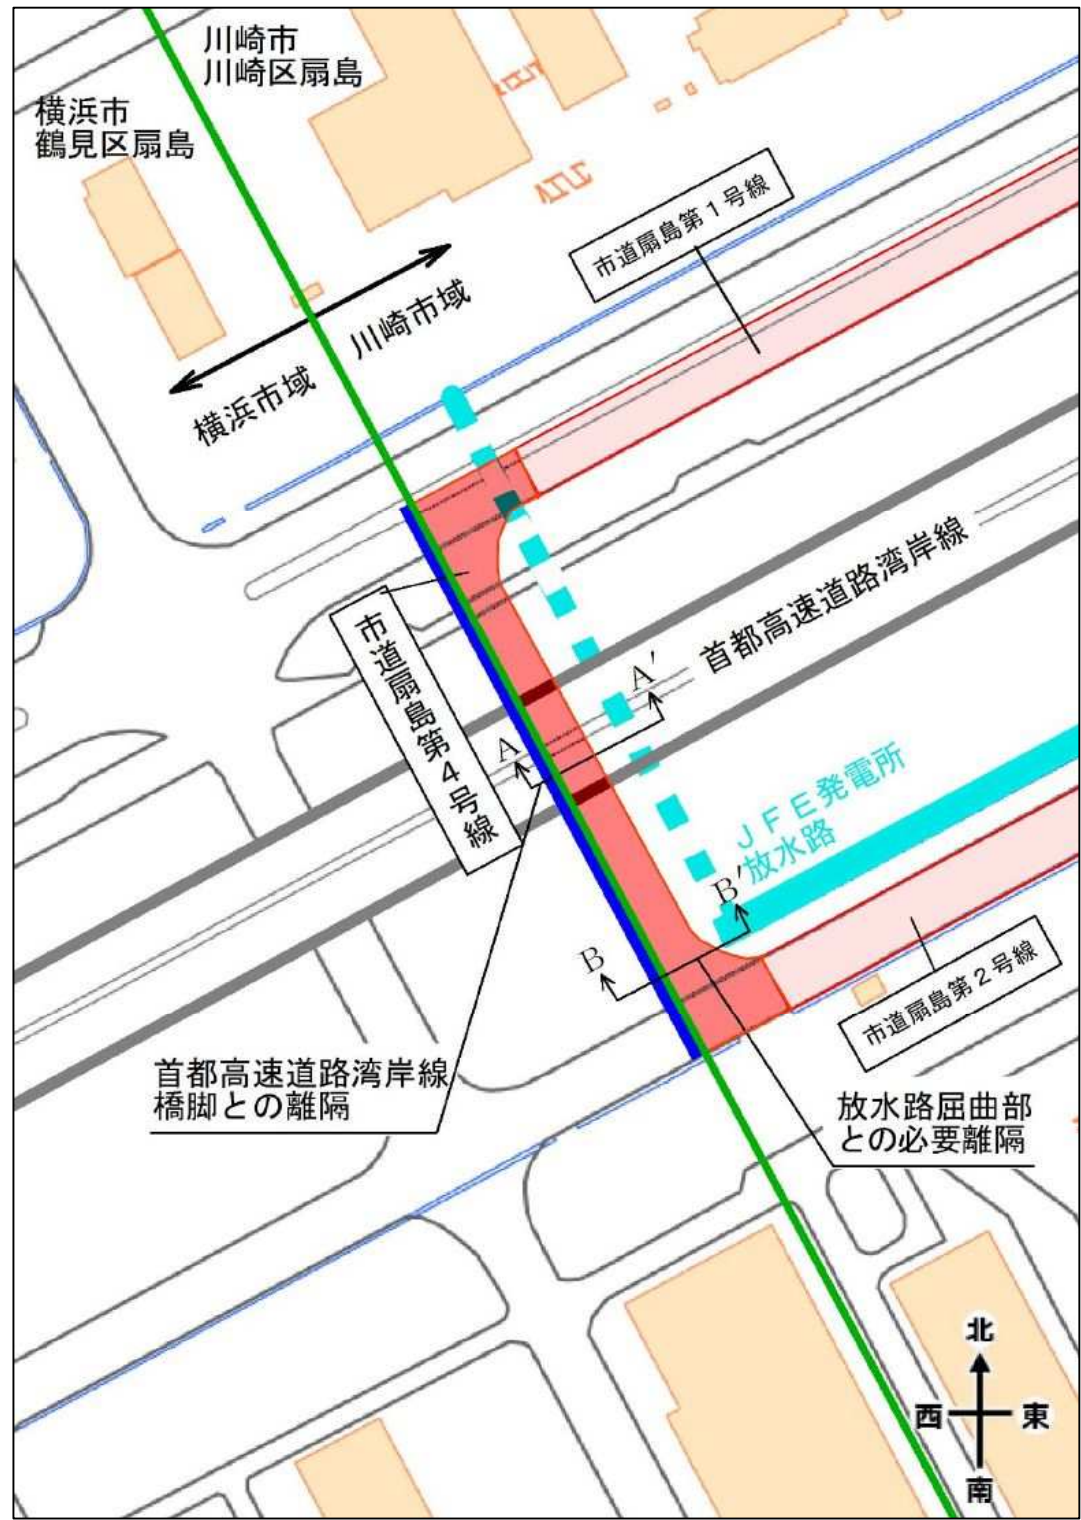 川崎市
川崎区扇島
横浜市
鶴見区扇島
市道扇島第1号線
川崎市域
横浜市域
首都高速道路湾岸線
市道扇島第4号線
A′
A
JFE発電所
放水路
B′
B
市道扇島第2号線
首都高速道路湾岸線
橋脚との離隔
放水路屈曲部
との必要離隔
北
西
東
南